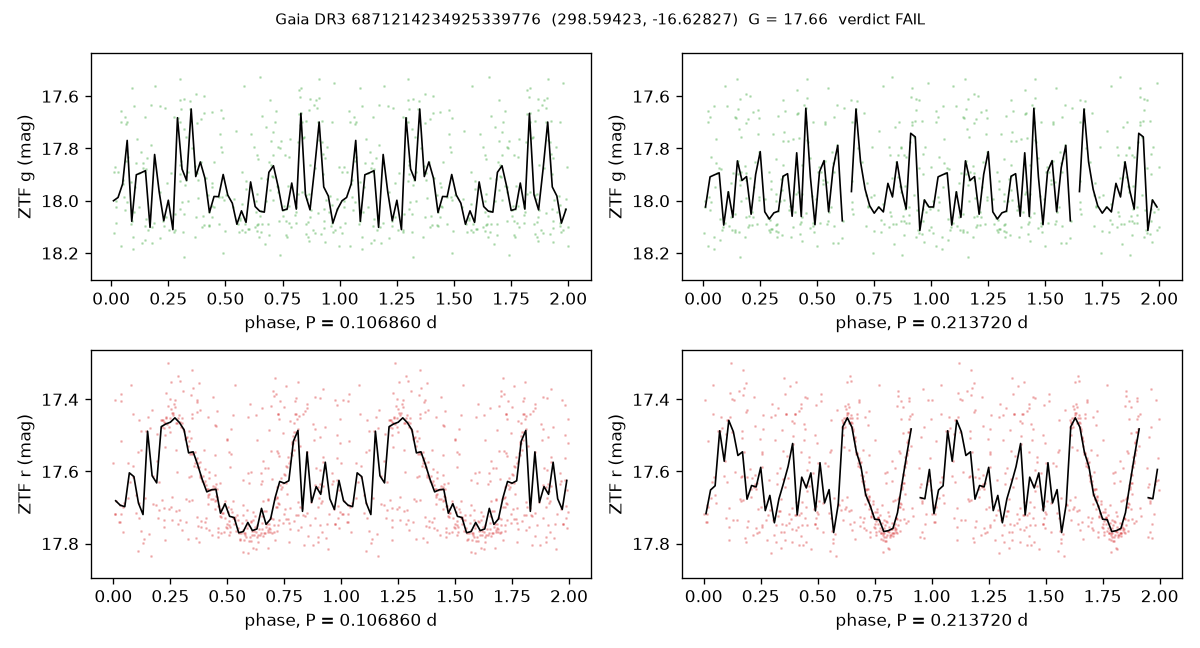 Gaia DR3 6871214234925339776 (298.59423, -16.62827) G = 17.66 verdict FAIL
ZTF g (mag)
17.6
17.8
18.0
18.2
0.00 0.25 0.50 0.75 1.00 1.25 1.50 1.75 2.00
phase, P = 0.106860 d
ZTF g (mag)
17.6
17.8
18.0
18.2
0.00 0.25 0.50 0.75 1.00 1.25 1.50 1.75 2.00
phase, P = 0.213720 d
ZTF r (mag)
17.4
17.6
17.8
0.00 0.25 0.50 0.75 1.00 1.25 1.50 1.75 2.00
phase, P = 0.106860 d
ZTF r (mag)
17.4
17.6
17.8
0.00 0.25 0.50 0.75 1.00 1.25 1.50 1.75 2.00
phase, P = 0.213720 d